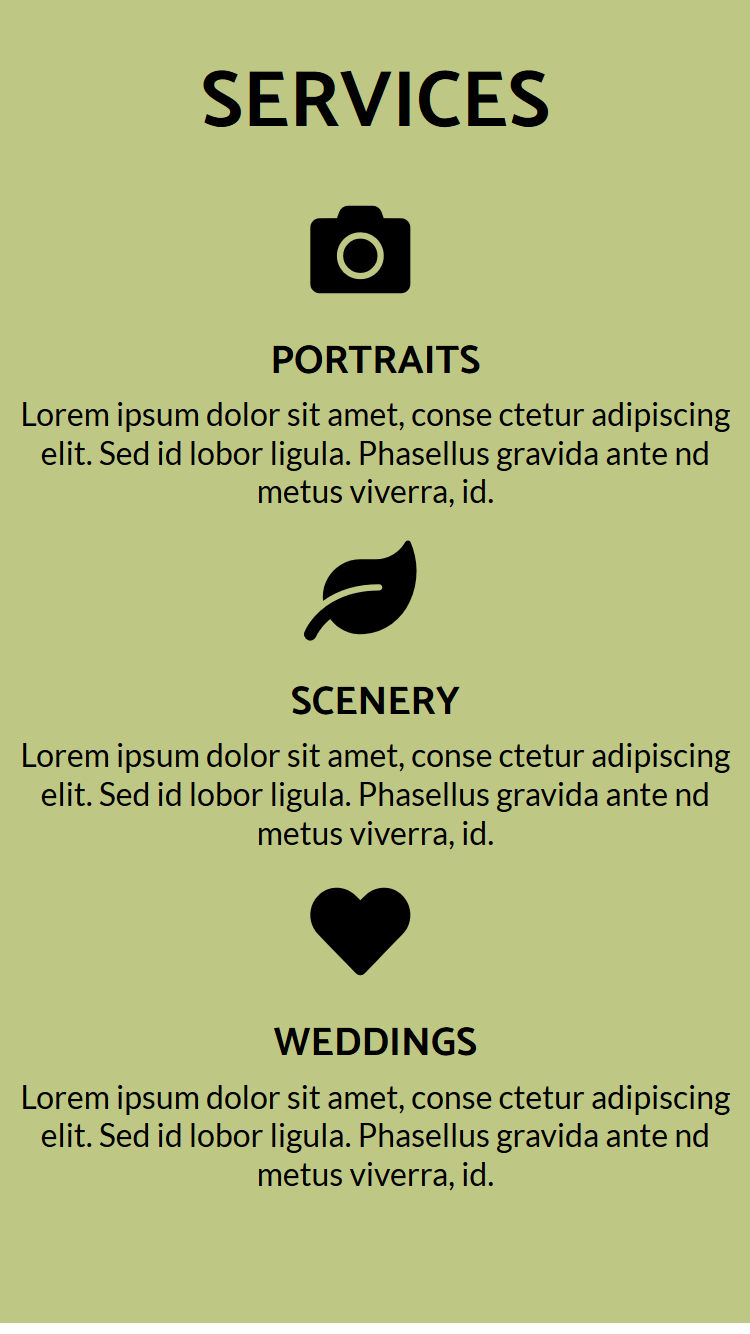 SERVICES
PORTRAITS
Lorem ipsum dolor sit amet, conse ctetur adipiscing
elit. Sed id lobor ligula. Phasellus gravida ante nd
metus viverra, id.
SCENERY
Lorem ipsum dolor sit amet, conse ctetur adipiscing
elit. Sed id lobor ligula. Phasellus gravida ante nd
metus viverra, id.
WEDDINGS
Lorem ipsum dolor sit amet, conse ctetur adipiscing
elit. Sed id lobor ligula. Phasellus gravida ante nd
metus viverra, id.